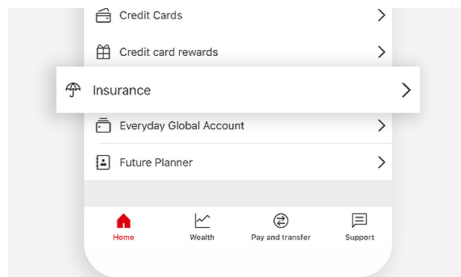 Credit Cards
Credit card rewards
Insurance
Everyday Global Account
Future Planner
Home Wealth Pay and transfer Support